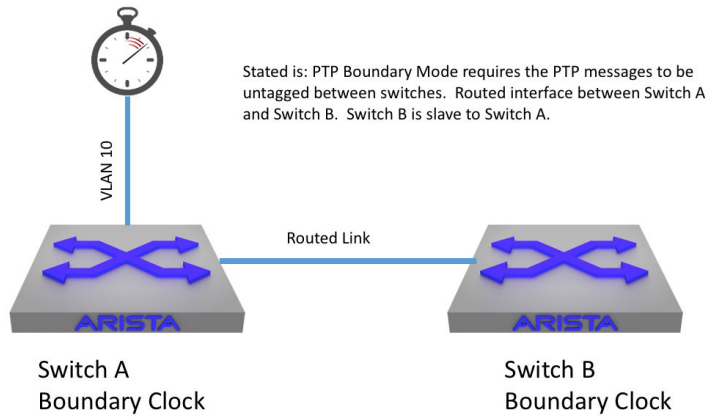 Stated is: PTP Boundary Mode requires the PTP messages to be
untagged between switches.  Routed interface between Switch A
and Switch B.  Switch B is slave to Switch A.
VLAN 10
Routed Link
ARISTA
ARISTA
Switch A
Boundary Clock
Switch B
Boundary Clock